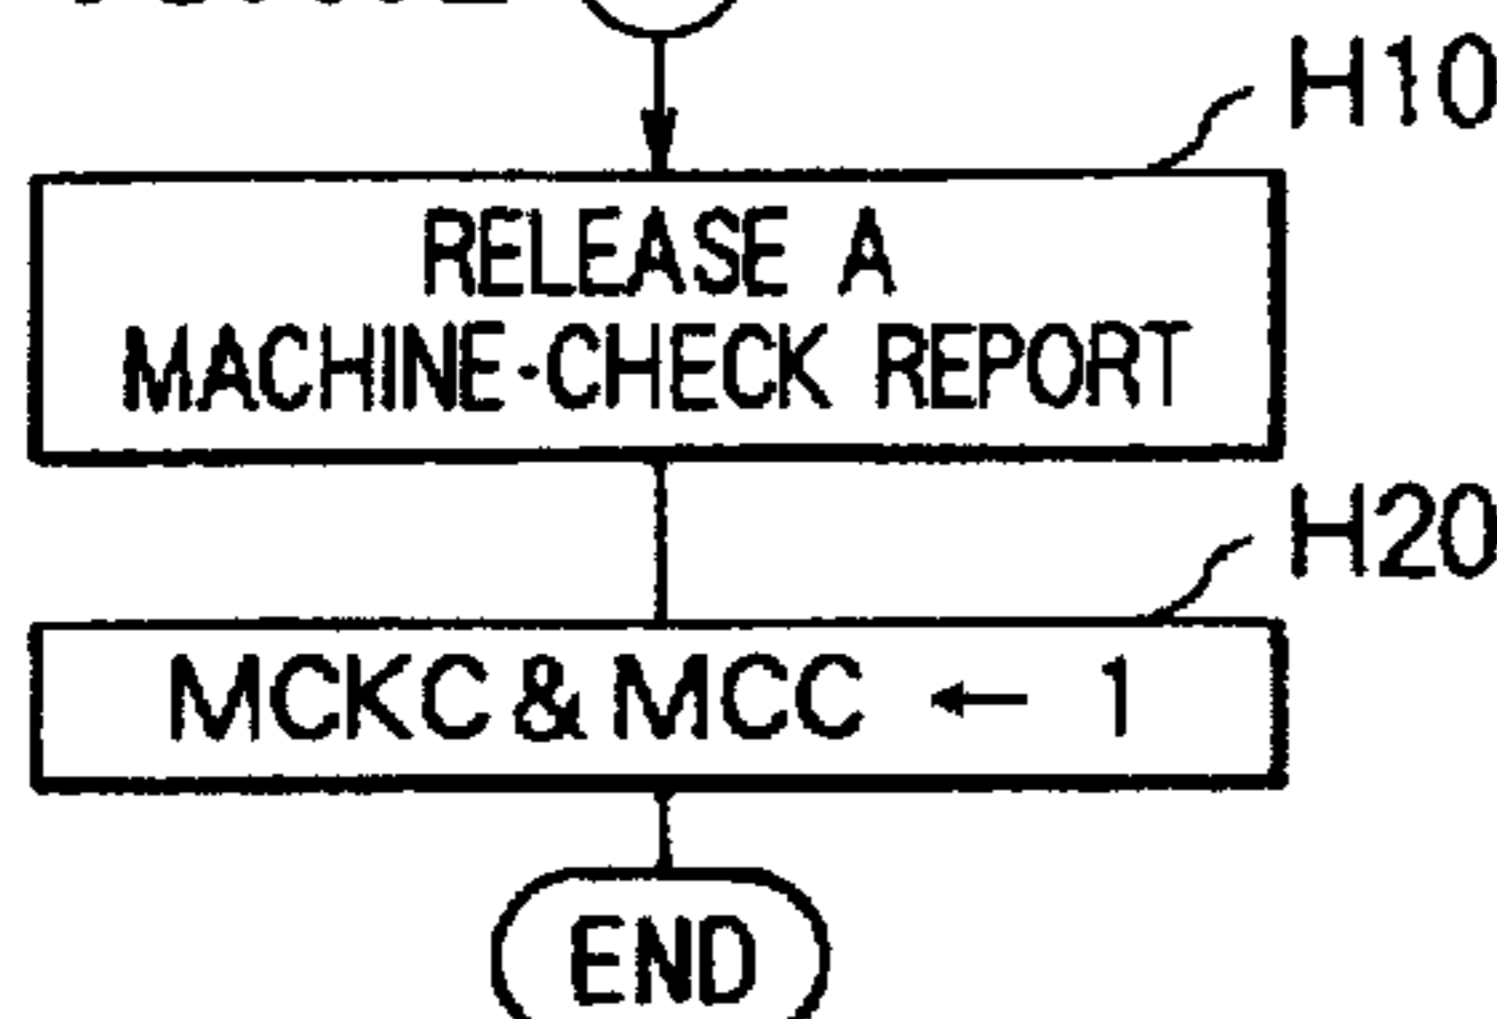 H10
RELEASE A
MACHINE-CHECK REPORT
H20
MCKC & MCC ← 1
END